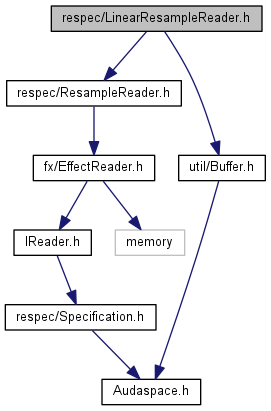 respec/LinearResampleReader.h
respec/ResampleReader.h
fx/EffectReader.h
util/Buffer.h
IReader.h
memory
respec/Specification.h
Audaspace.h